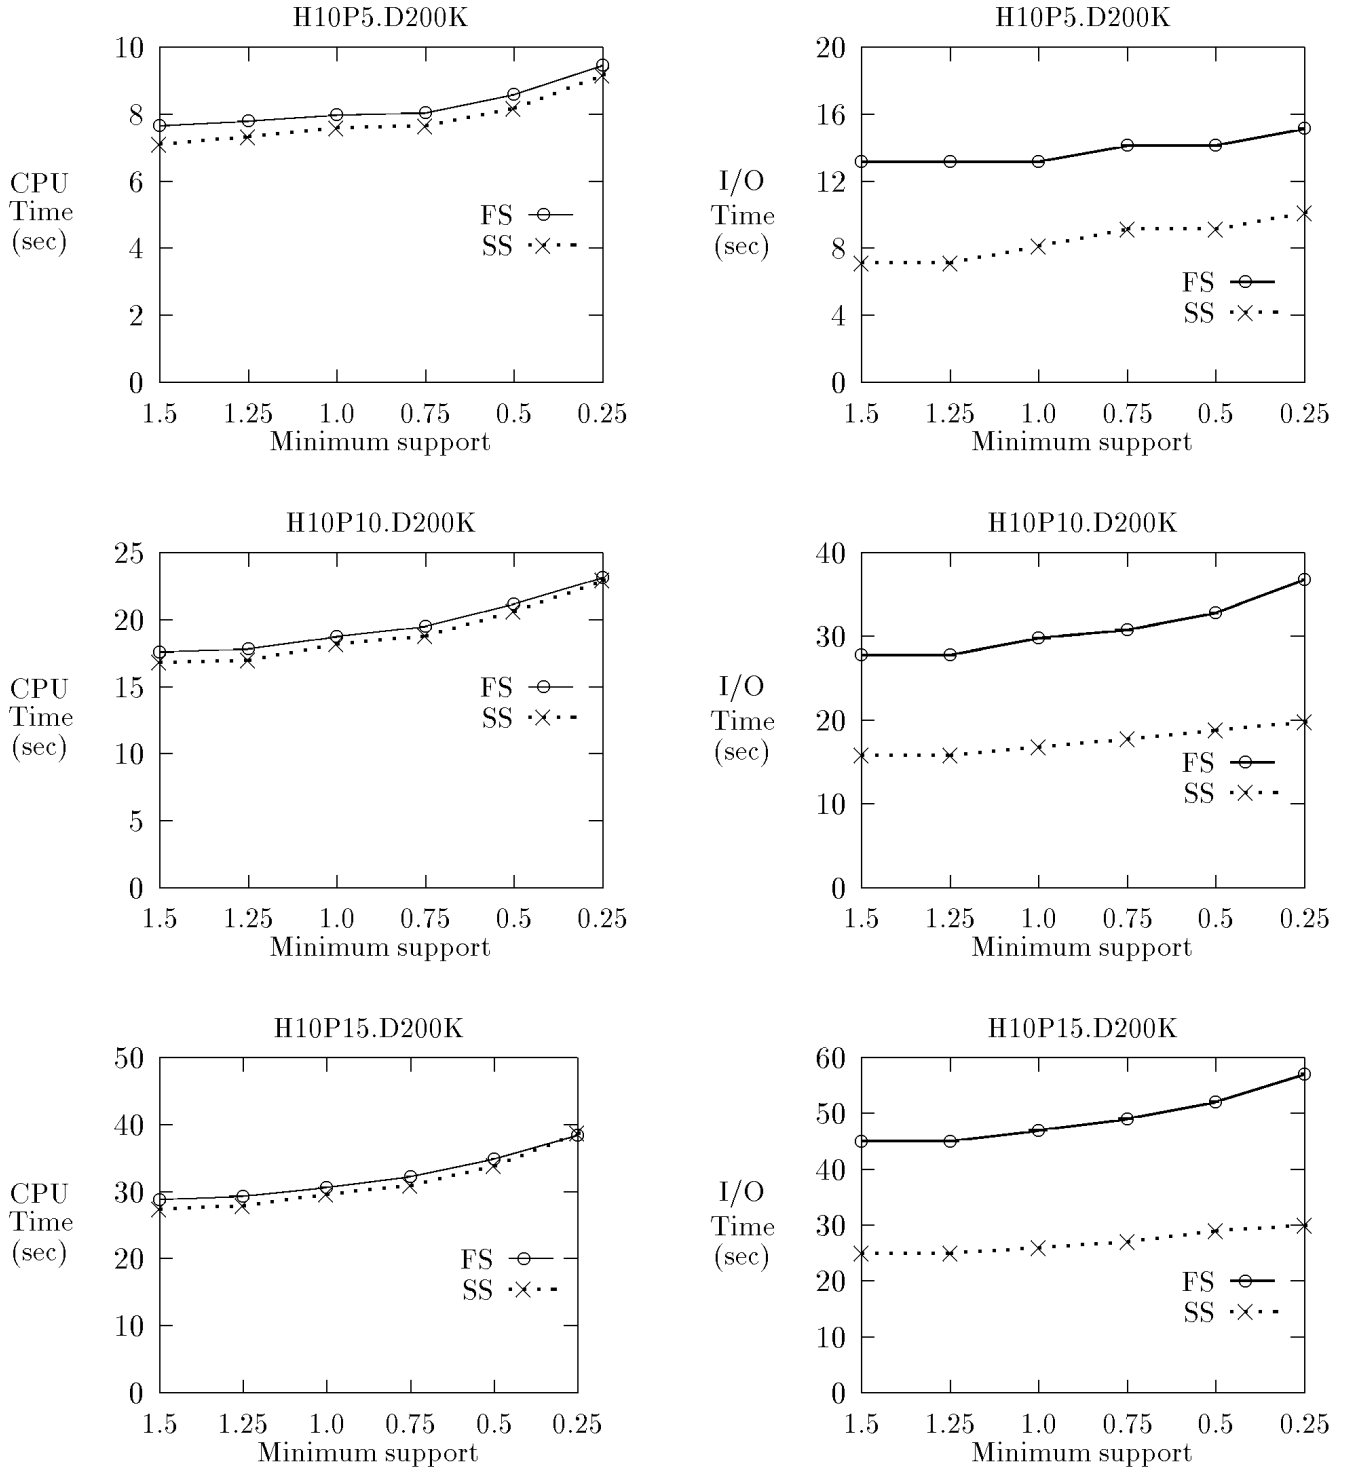 H10P5.D200K
10
8
6
4
2
0
CPU
Time
(sec)
FS
SS
1.5 1.25 1.0 0.75 0.5 0.25
Minimum support
H10P5.D200K
20
16
12
8
4
0
I/O
Time
(sec)
FS
SS
1.5 1.25 1.0 0.75 0.5 0.25
Minimum support
H10P10.D200K
25
20
15
10
5
0
CPU
Time
(sec)
FS
SS
1.5 1.25 1.0 0.75 0.5 0.25
Minimum support
H10P10.D200K
40
30
20
10
0
I/O
Time
(sec)
FS
SS
1.5 1.25 1.0 0.75 0.5 0.25
Minimum support
H10P15.D200K
50
40
30
20
10
0
CPU
Time
(sec)
FS
SS
1.5 1.25 1.0 0.75 0.5 0.25
Minimum support
H10P15.D200K
60
50
40
30
20
10
0
I/O
Time
(sec)
FS
SS
1.5 1.25 1.0 0.75 0.5 0.25
Minimum support